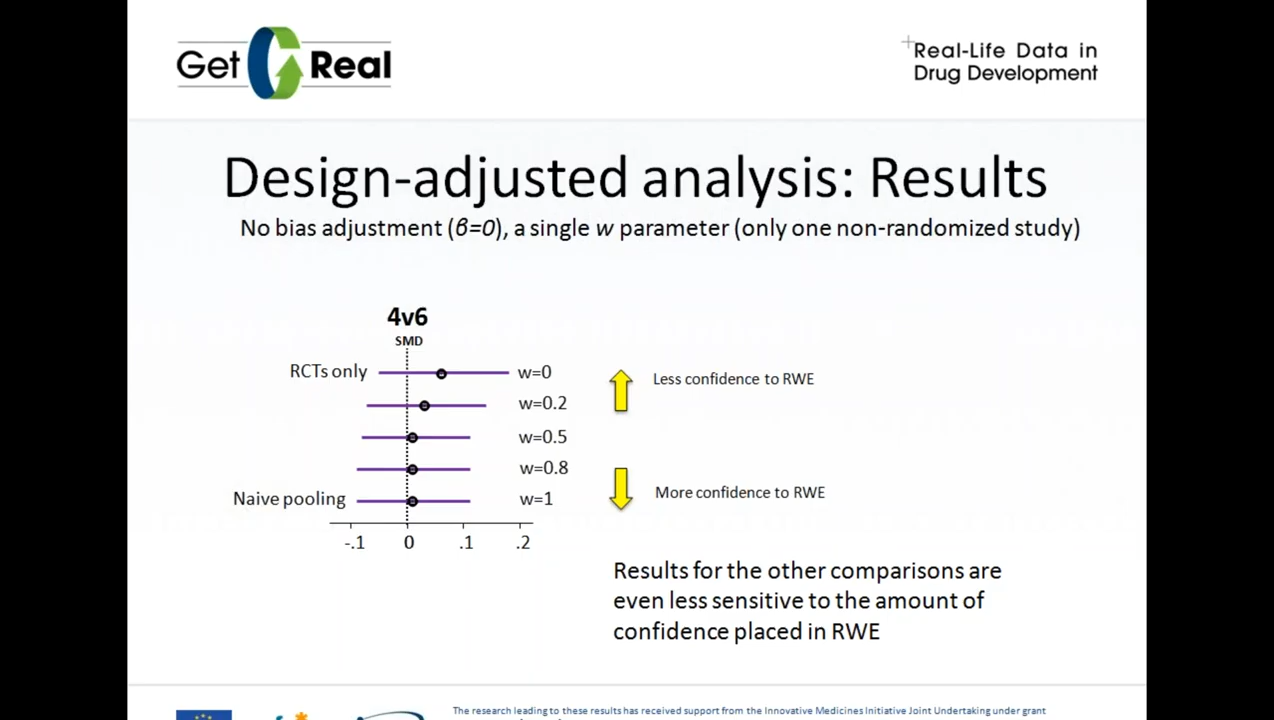 Get Real
Real-Life Data in
Drug Development
Design-adjusted analysis: Results
No bias adjustment (β=0), a single w parameter (only one non-randomized study)
4v6
SMD
RCTs only
w=0
w=0.2
w=0.5
w=0.8
Naive pooling
w=1
-.1 0 .1 .2
Less confidence to RWE
More confidence to RWE
Results for the other comparisons are
even less sensitive to the amount of
confidence placed in RWE
The research leading to these results has received support from the Innovative Medicines Initiative Joint Undertaking under grant